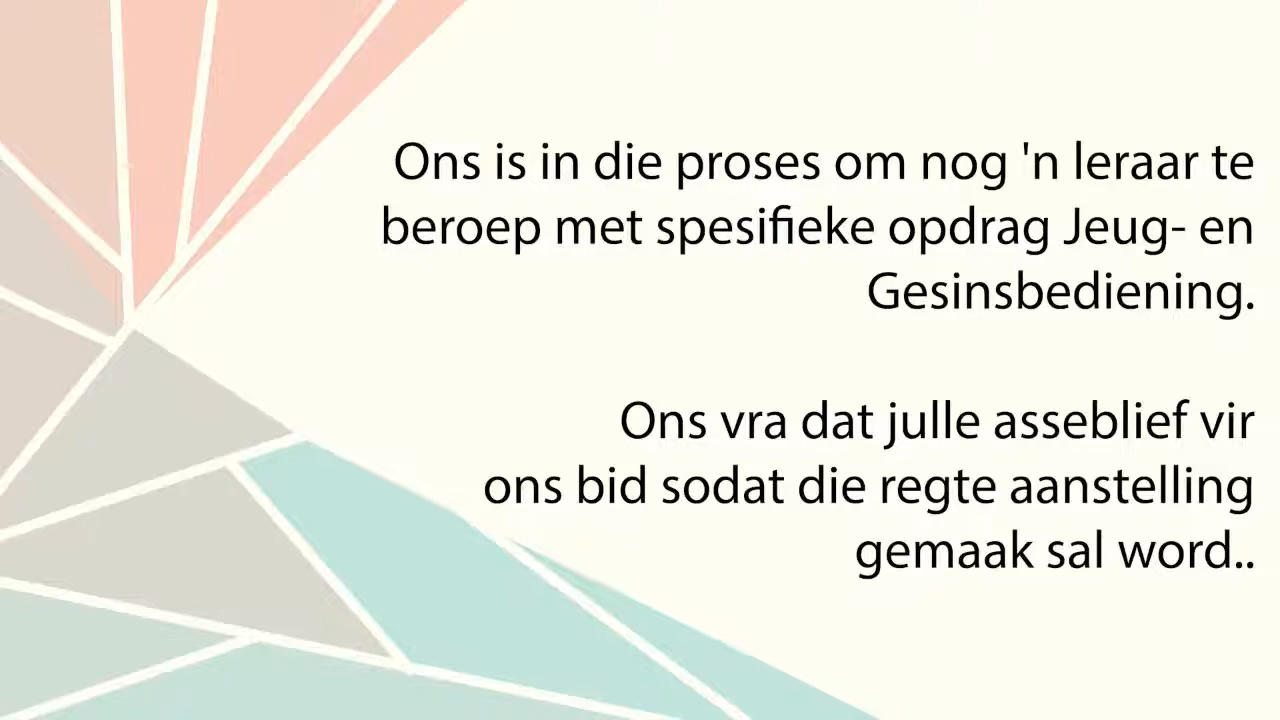 Ons is in die proses om nog 'n leraar te
beroep met spesifieke opdrag Jeug- en
Gesinsbediening.
Ons vra dat julle asseblief vir
ons bid sodat die regte aanstelling
gemaak sal word..